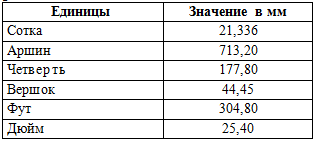 Единицы Значение в мм
Сотка 21,336
Аршин 713,20
Четверть 177,80
Вершок 44,45
Фут 304,80
Дюйм 25,40